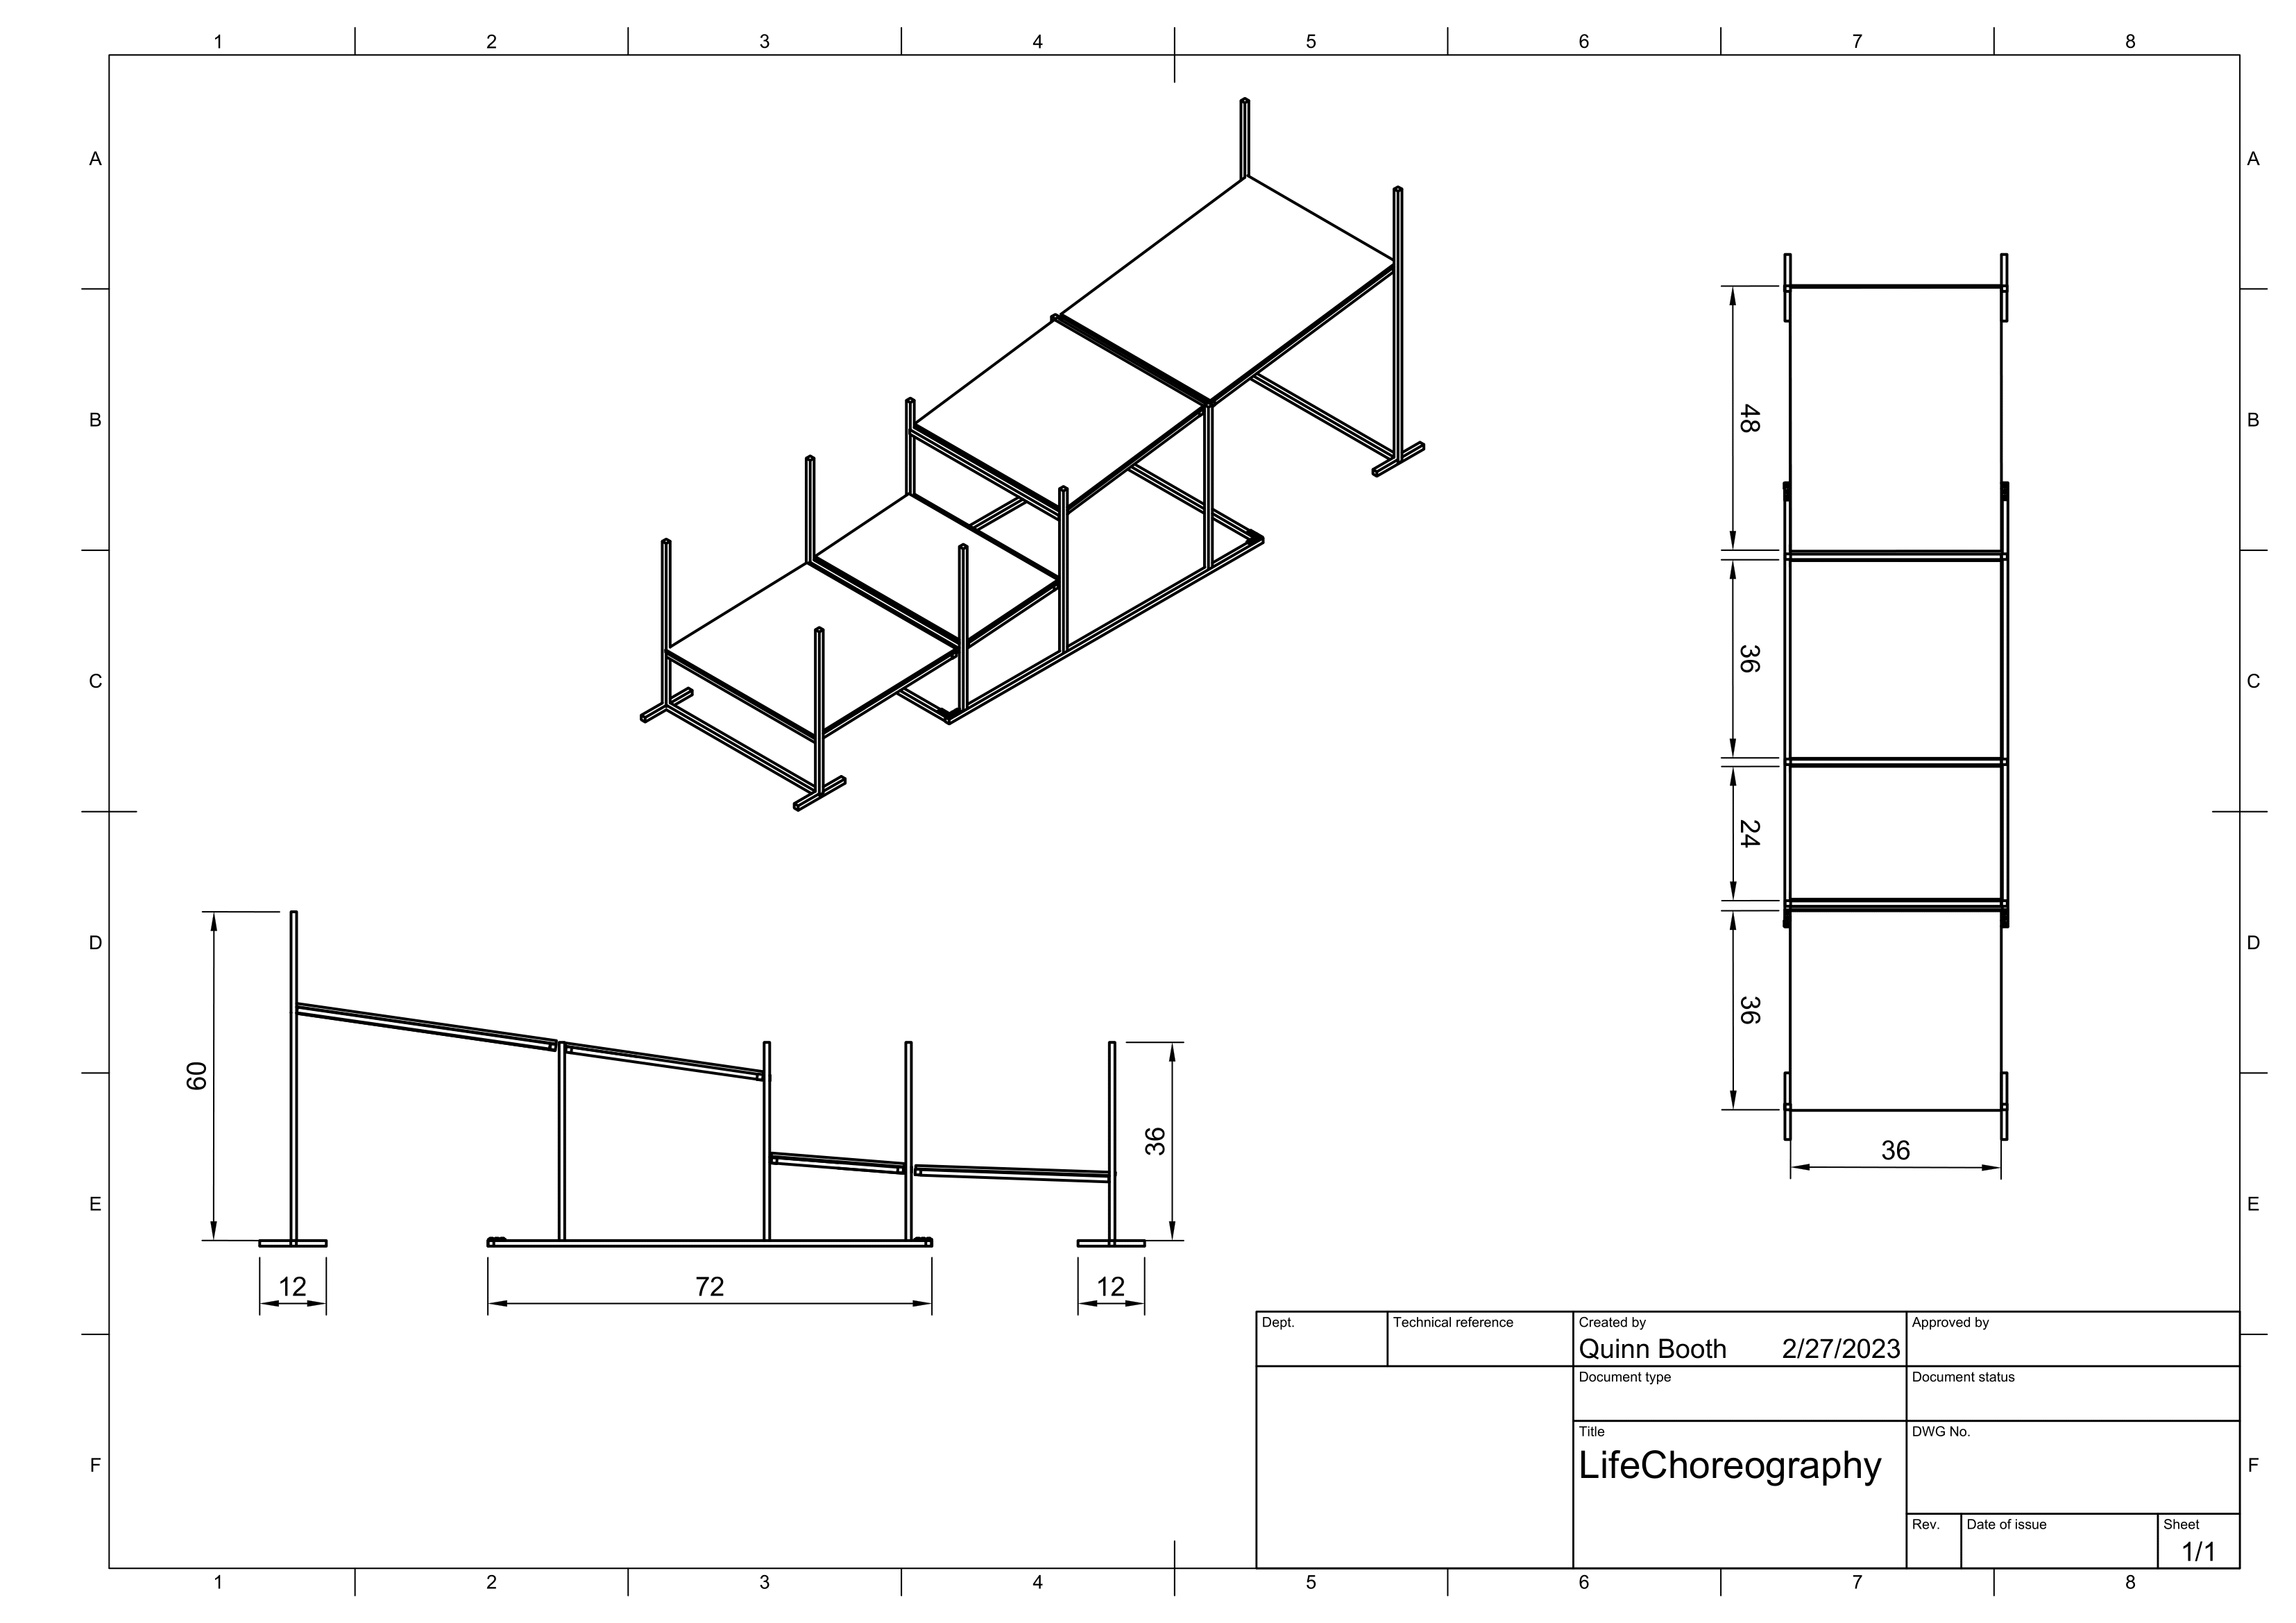 1 2 3 4 5 6 7 8
A A
48
B B
36
C C
24
D D
36
60
36
36
E E
12 72 12
Dept. Technical reference Created by Approved by
Quinn Booth 2/27/2023
Document type Document status
Title DWG No.
LifeChoreography
F F
Rev. Date of issue Sheet
1/1
1 2 3 4 5 6 7 8